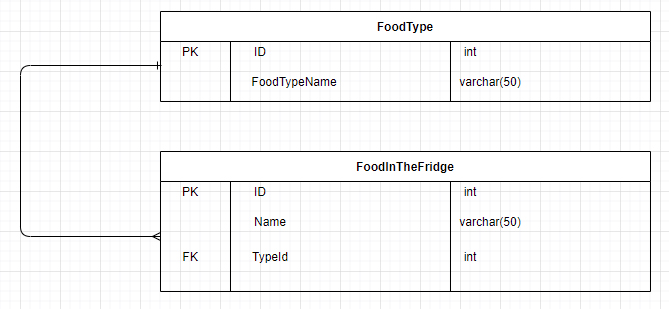 FoodType
PK ID int
FoodTypeName varchar(50)
FoodInTheFridge
PK ID int
Name varchar(50)
FK TypeId int